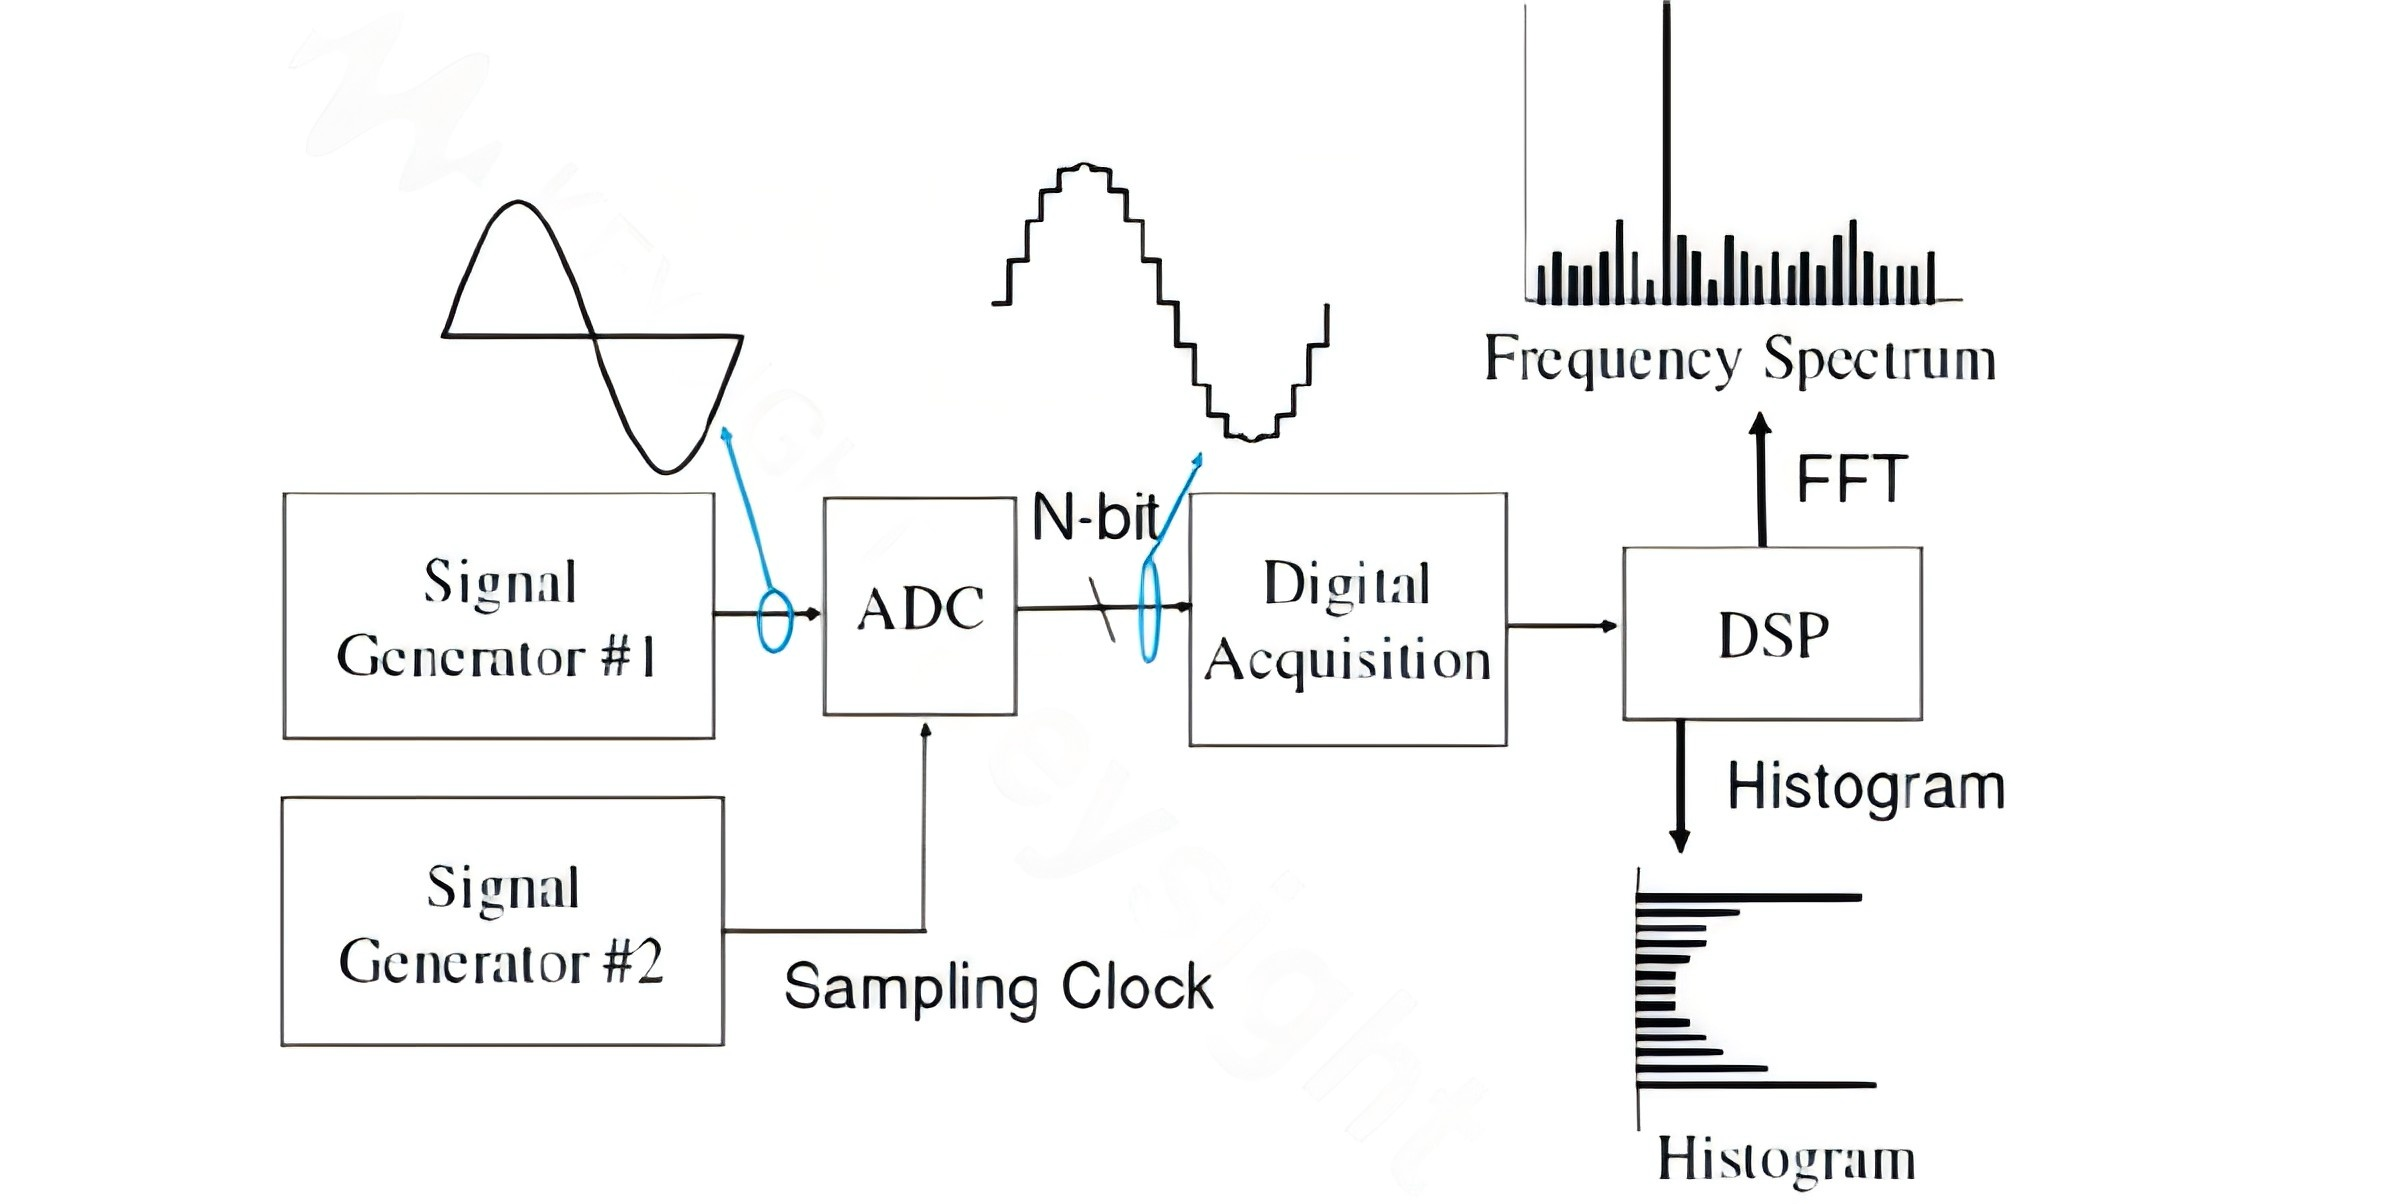 Frequency Spectrum
FFT
N-bit
Signal
Generator #1
ADC
Digital
Acquisition
DSP
Histogram
Signal
Generator #2
Sampling Clock
Histogram